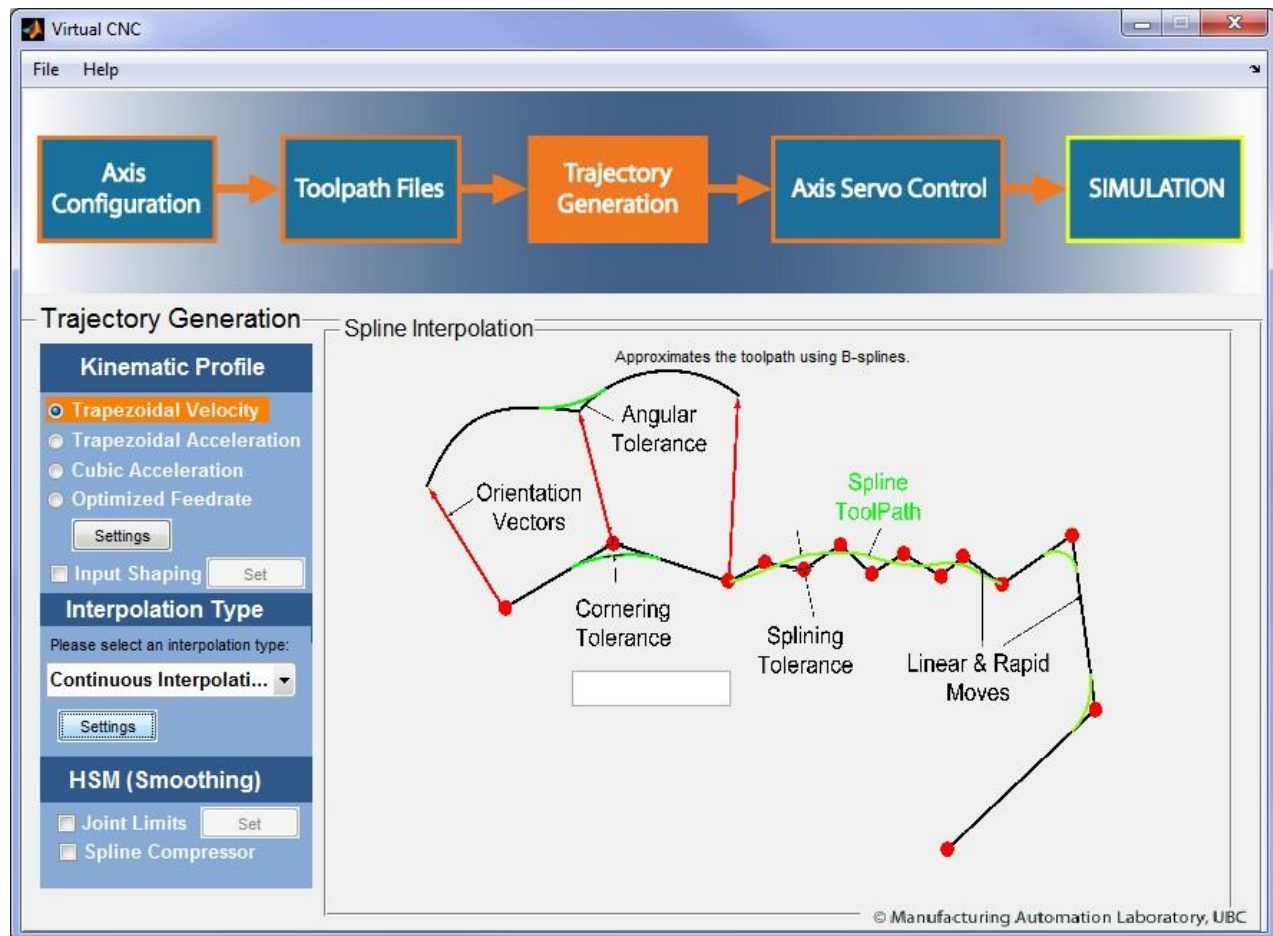 Virtual CNC
File Help
Axis
Configuration
Toolpath Files
Trajectory
Generation
Axis Servo Control
SIMULATION
Trajectory Generation
Kinematic Profile
Trapezoidal Velocity
Trapezoidal Acceleration
Cubic Acceleration
Optimized Feedrate
Settings
Input Shaping Set
Interpolation Type
Please select an interpolation type:
Continuous Interpolati...
Settings
HSM (Smoothing)
Joint Limits Set
Spline Compressor
Spline Interpolation
Approximates the toolpath using B-splines.
Angular
Tolerance
Orientation
Vectors
Spline
ToolPath
Cornering
Tolerance
Splining
Tolerance
Linear & Rapid
Moves
© Manufacturing Automation Laboratory, UBC